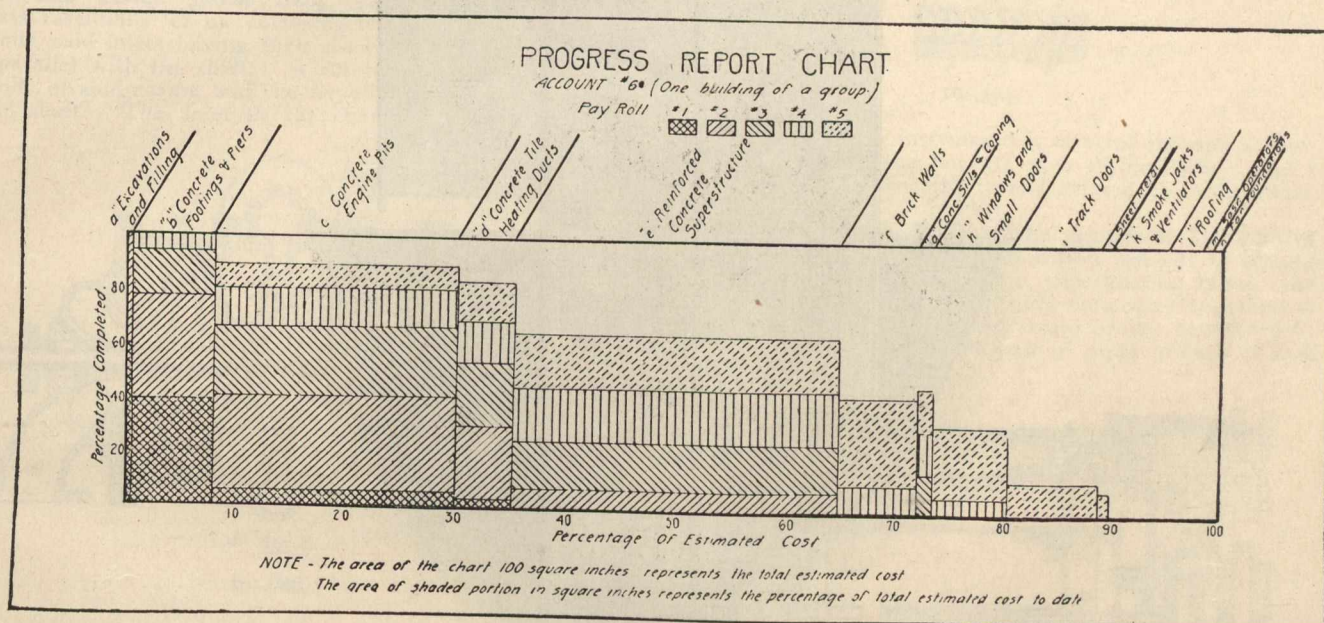 PROGRESS REPORT CHART
ACCOUNT #6 (One building of a group.)
Pay Roll #1 #2 #3 #4 #5
a" Excavations
and Filling
"b" Concrete
Footings & Piers
c Concrete
Engine Pits
"d" Concrete Tile
Heating Ducts
"e" Reinforced
Concrete
Superstructure
f Brick Walls
"g" Conc. Sills & Coping
"h" Windows and
Small Doors
"i" Track Doors
j Sheet Metal
"k" Smoke Jacks
& Ventilators
"l" Roofing
Percentage Completed.
80
60
40
20
10 20 30 40 50 60 70 80 90 100
Percentage Of Estimated Cost
NOTE - The area of the chart 100 square inches represents the total estimated cost
The area of shaded portion in square inches represents the percentage of total estimated cost to date